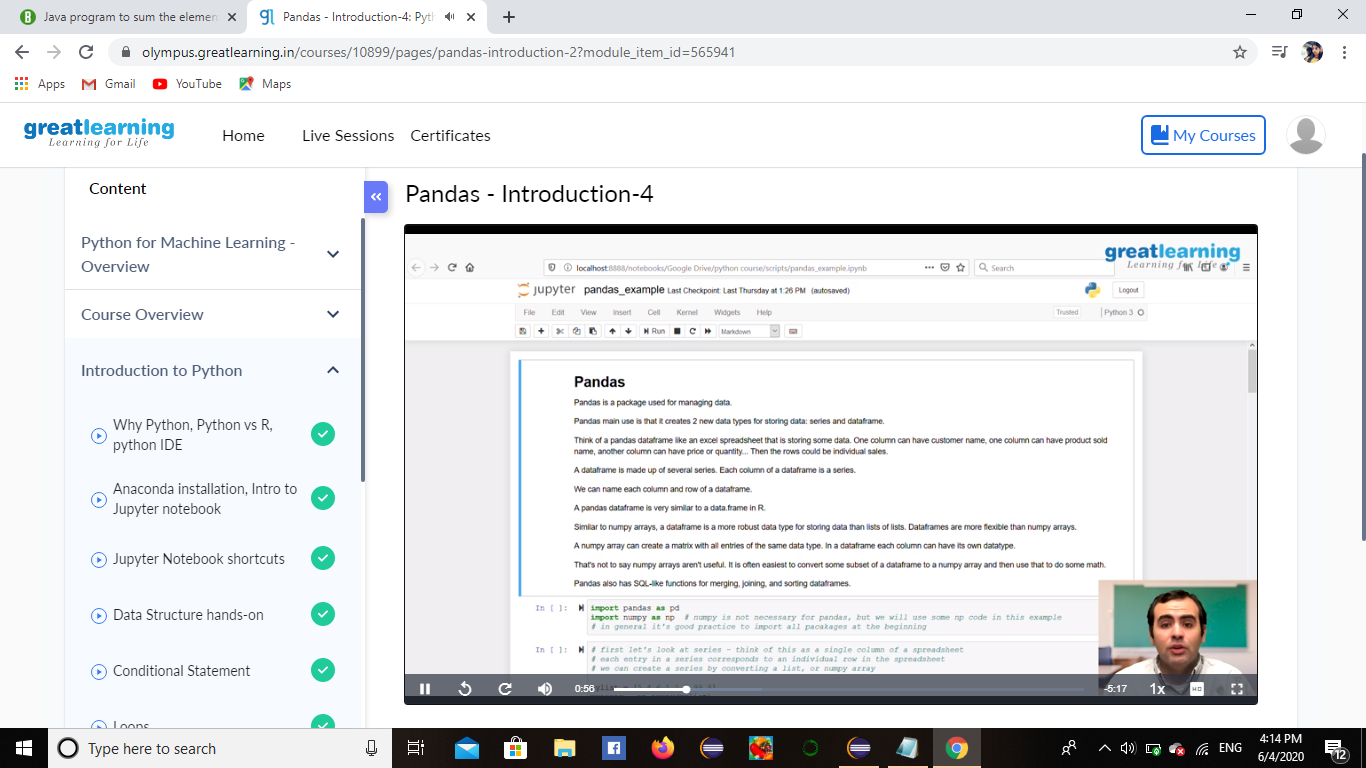 Java program to sum the elemen
Pandas - Introduction-4: Pyth
olympus.greatlearning.in/courses/10899/pages/pandas-introduction-2?module_item_id=565941
Apps Gmail YouTube Maps
greatlearning
Learning for Life
Home Live Sessions Certificates
My Courses
Content
Python for Machine Learning -
Overview
Course Overview
Introduction to Python
Why Python, Python vs R,
python IDE
Anaconda installation, Intro to
Jupyter notebook
Jupyter Notebook shortcuts
Data Structure hands-on
Conditional Statement
Loops
Pandas - Introduction-4
greatlearning
Learning for Life
localhost:8888/notebooks/Google Drive/python course/scripts/pandas_example.ipynb
Search
jupyter pandas_example Last Checkpoint: Last Thursday at 1:26 PM (autosaved)
Logout
File Edit View Insert Cell Kernel Widgets Help
Trusted Python 3
Run Markdown
Pandas
Pandas is a package used for managing data.
Pandas main use is that it creates 2 new data types for storing data: series and dataframe.
Think of a pandas dataframe like an excel spreadsheet that is storing some data. One column can have customer name, one column can have product sold
name, another column can have price or quantity... Then the rows could be individual sales.
A dataframe is made up of several series. Each column of a dataframe is a series.
We can name each column and row of a dataframe.
A pandas dataframe is very similar to a data.frame in R.
Similar to numpy arrays, a dataframe is a more robust data type for storing data than lists of lists. Dataframes are more flexible than numpy arrays.
A numpy array can create a matrix with all entries of the same data type. In a dataframe each column can have its own datatype.
That's not to say numpy arrays aren't useful. It is often easiest to convert some subset of a dataframe to a numpy array and then use that to do some math.
Pandas also has SQL-like functions for merging, joining, and sorting dataframes.
In [ ]: import pandas as pd
import numpy as np # numpy is not necessary for pandas, but we will use some np code in this example
# in general it's good practice to import all pacakages at the beginning
In [ ]: # first let's look at series - think of this as a single column of a spreadsheet
# each entry in a series corresponds to an individual row in the spreadsheet
# we can create a series by converting a list, or numpy array
0:56 -5:17 1x HD
Type here to search
ENG
4:14 PM
6/4/2020
12